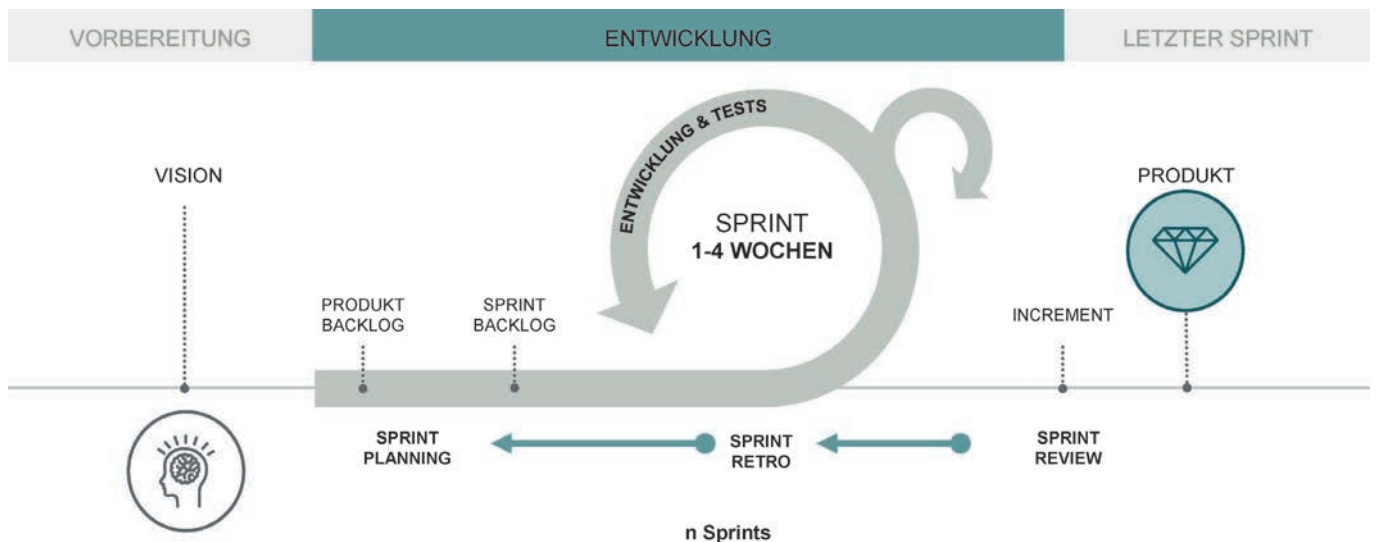 VORBEREITUNG
ENTWICKLUNG
LETZTER SPRINT
ENTWICKLUNG & TESTS
VISION
SPRINT
1-4 WOCHEN
PRODUKT
PRODUKT
BACKLOG
SPRINT
BACKLOG
INCREMENT
SPRINT
PLANNING
SPRINT
RETRO
SPRINT
REVIEW
n Sprints